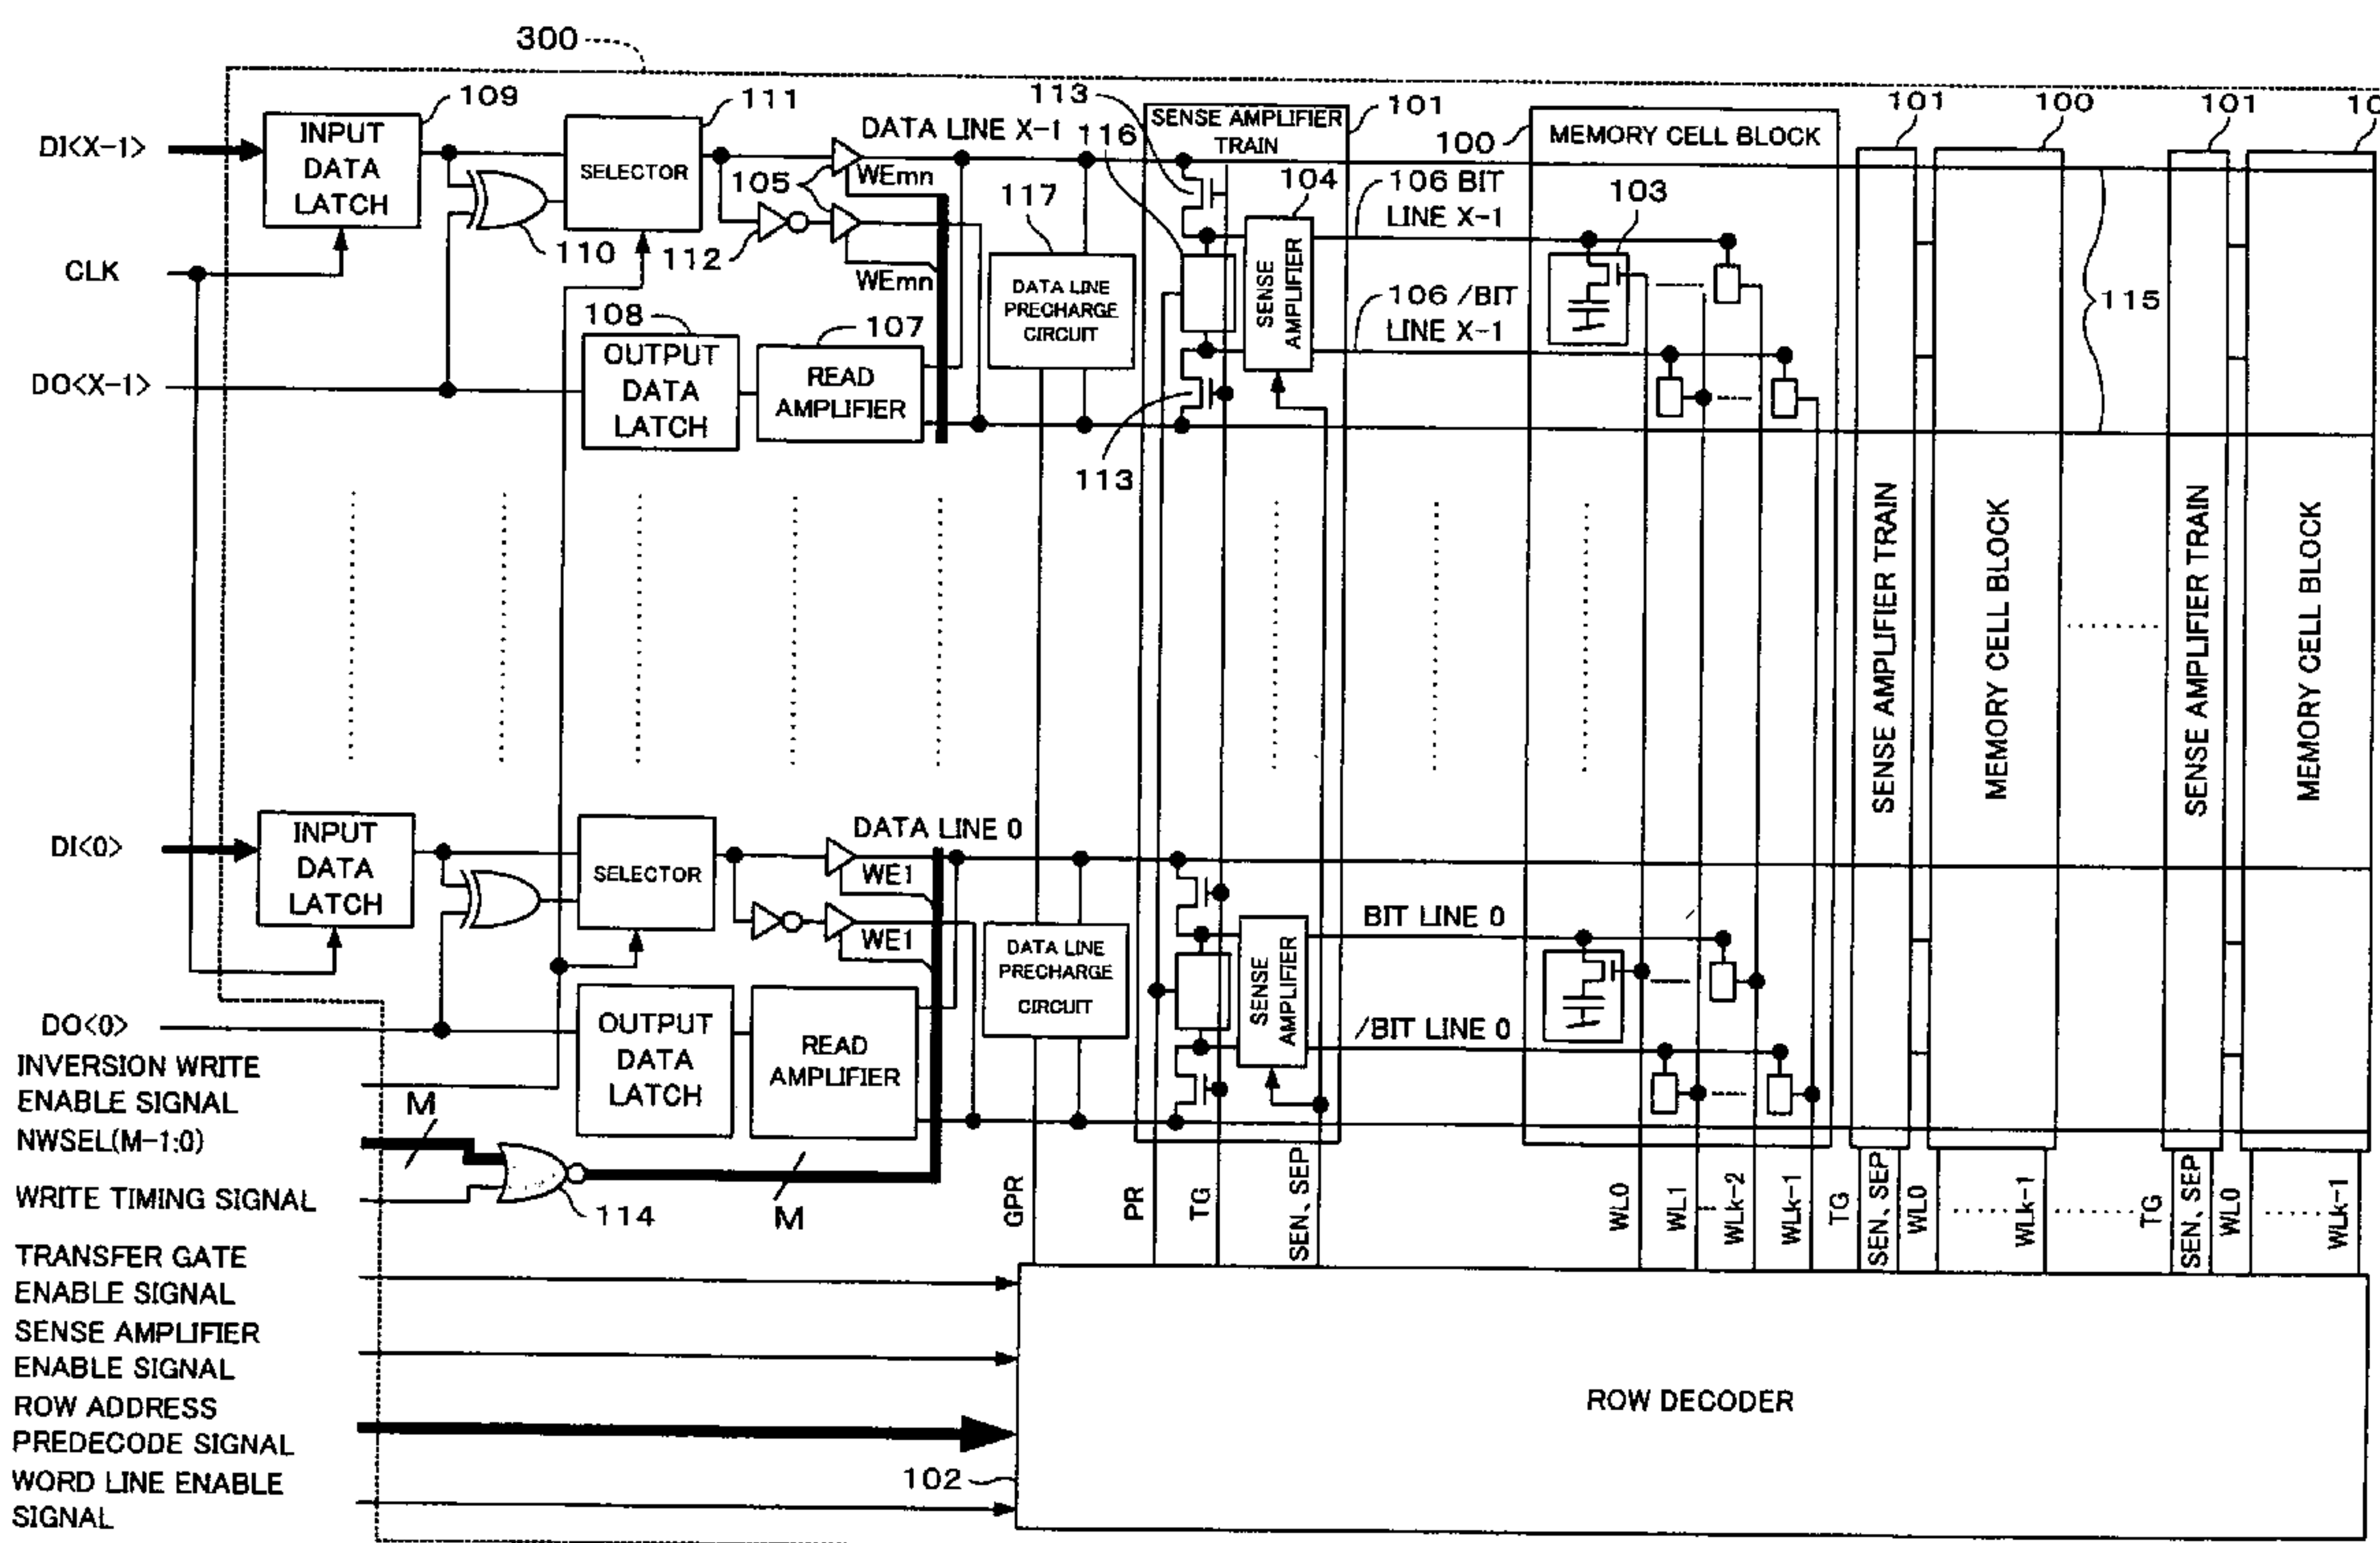 300
109
111
113
101
101
100
101
10
DI<X-1>
INPUT
DATA
LATCH
SELECTOR
DATA LINE X-1
116
SENSE AMPLIFIER
TRAIN
100
MEMORY CELL BLOCK
105
WEmn
117
104
106 BIT
LINE X-1
103
CLK
110
112
WEmn
DATA LINE
PRECHARGE
CIRCUIT
SENSE
AMPLIFIER
106 /BIT
LINE X-1
115
108
107
DO<X-1>
OUTPUT
DATA
LATCH
READ
AMPLIFIER
113
SENSE AMPLIFIER TRAIN
MEMORY CELL BLOCK
SENSE AMPLIFIER TRAIN
MEMORY CELL BLOCK
DI<0>
INPUT
DATA
LATCH
SELECTOR
DATA LINE 0
WE1
WE1
DATA LINE
PRECHARGE
CIRCUIT
SENSE
AMPLIFIER
BIT LINE 0
/BIT LINE 0
DO<0>
OUTPUT
DATA
LATCH
READ
AMPLIFIER
INVERSION WRITE
ENABLE SIGNAL
M
NWSEL(M-1:0)
WRITE TIMING SIGNAL
114
M
GPR
PR
TG
SEN, SEP
WL0
WL1
WLk-2
WLk-1
TG
SEN, SEP
WL0
WLk-1
TG
SEN, SEP
WL0
WLk-1
TRANSFER GATE
ENABLE SIGNAL
SENSE AMPLIFIER
ENABLE SIGNAL
ROW ADDRESS
PREDECODE SIGNAL
WORD LINE ENABLE
SIGNAL
102
ROW DECODER